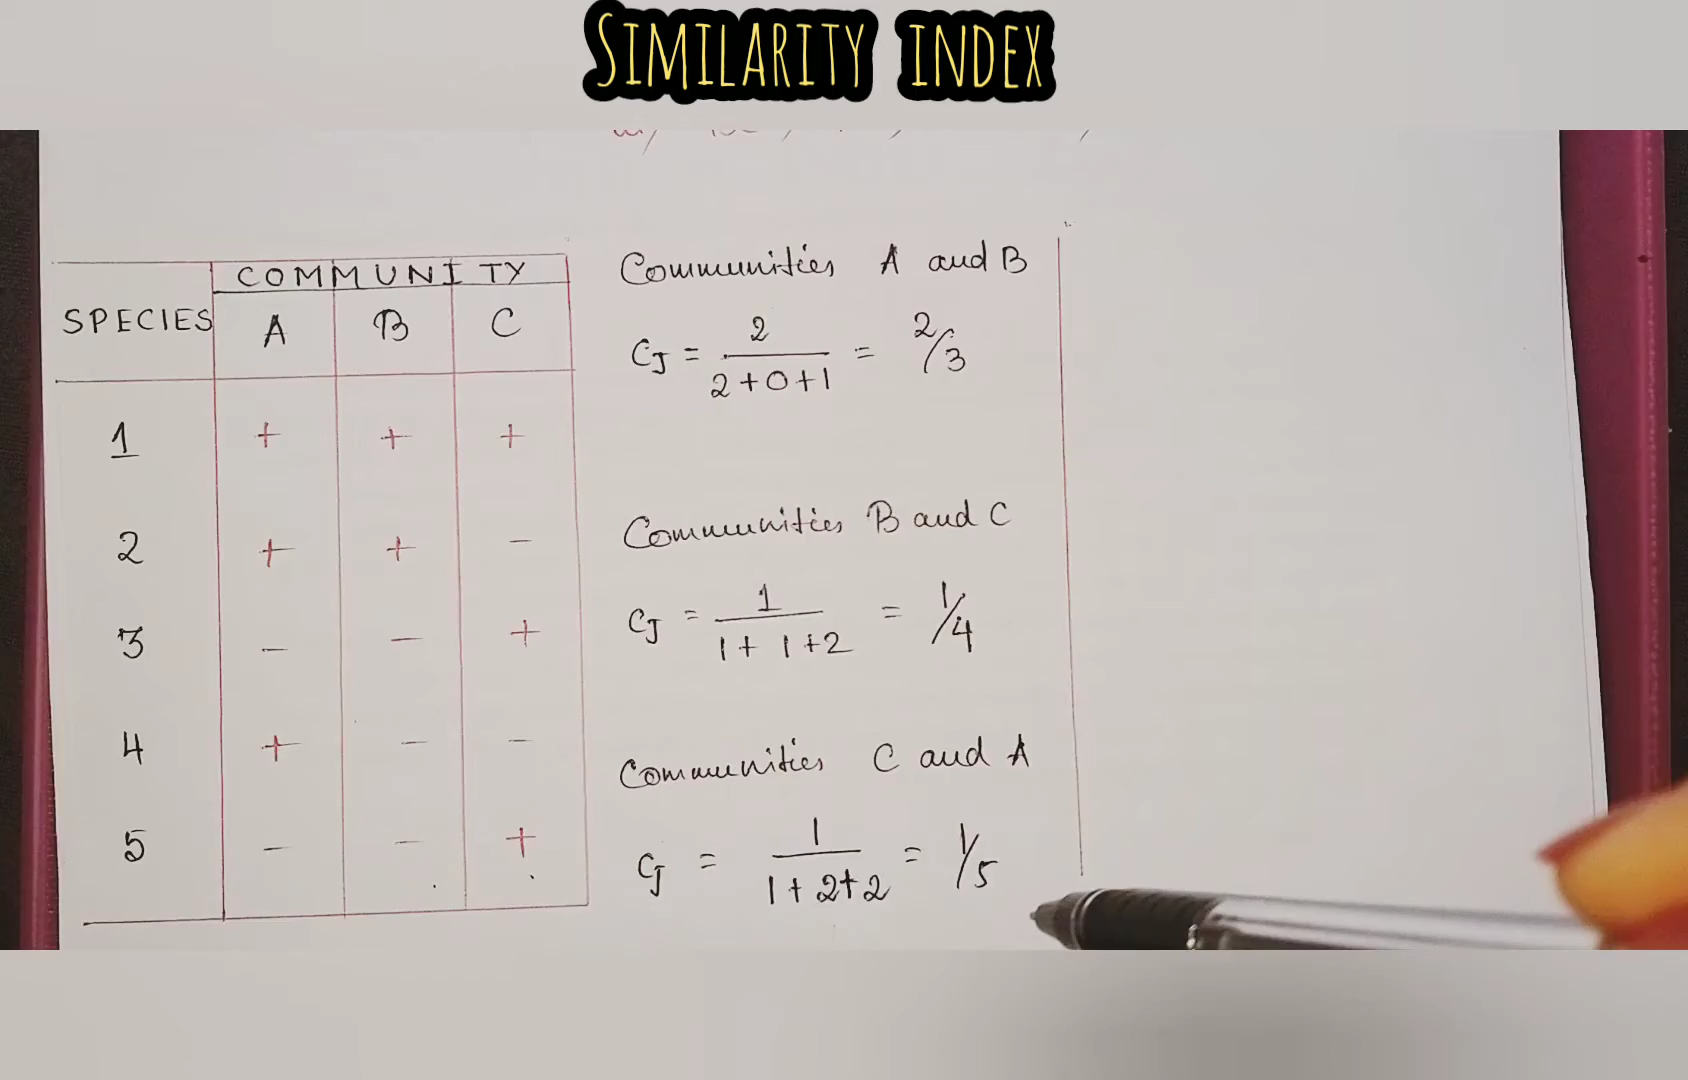 SIMILARITY INDEX
COMMUNITY
SPECIES A B C
1 + + +
2 + + -
3 - - +
4 + - -
5 - - +
Communities A and B
CJ = 2 / 2+0+1 = 2/3
Communities B and C
CJ = 1 / 1+1+2 = 1/4
Communities C and A
CJ = 1 / 1+2+2 = 1/5